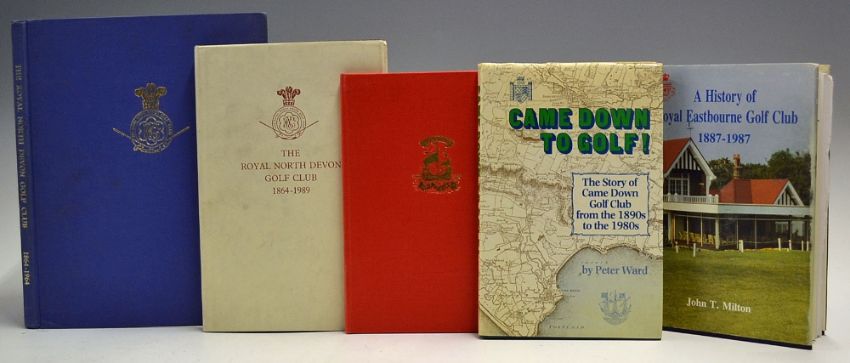 THE ROYAL NORTH DEVON GOLF CLUB 1864-1964
THE
ROYAL NORTH DEVON
GOLF CLUB
1864-1989
CAME DOWN
TO GOLF!
The Story of
Came Down
Golf Club
from the 1890s
to the 1980s
by Peter Ward
PORTLAND
A History of
oyal Eastbourne Golf Club
1887-1987
John T. Milton